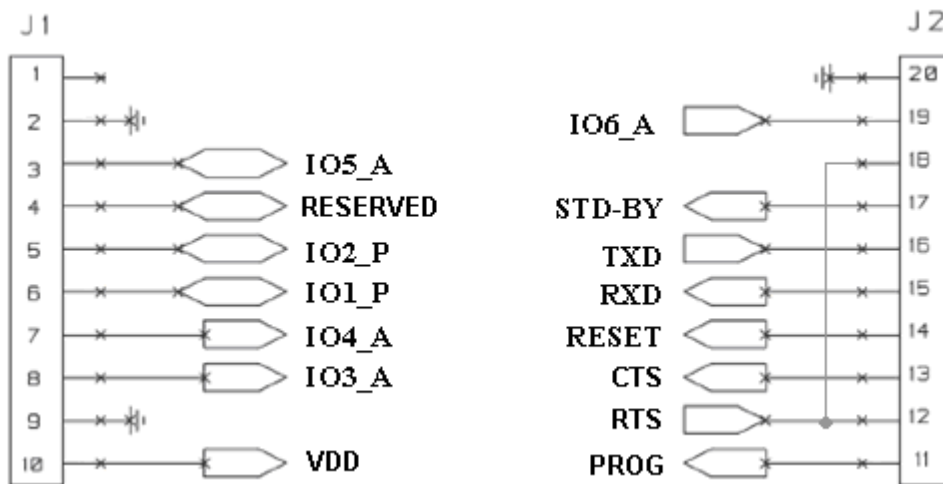 J1
1
2
3 IO5_A
4 RESERVED
5 IO2_P
6 IO1_P
7 IO4_A
8 IO3_A
9
10 VDD
J2
20
IO6_A 19
18
STD-BY 17
TXD 16
RXD 15
RESET 14
CTS 13
RTS 12
PROG 11